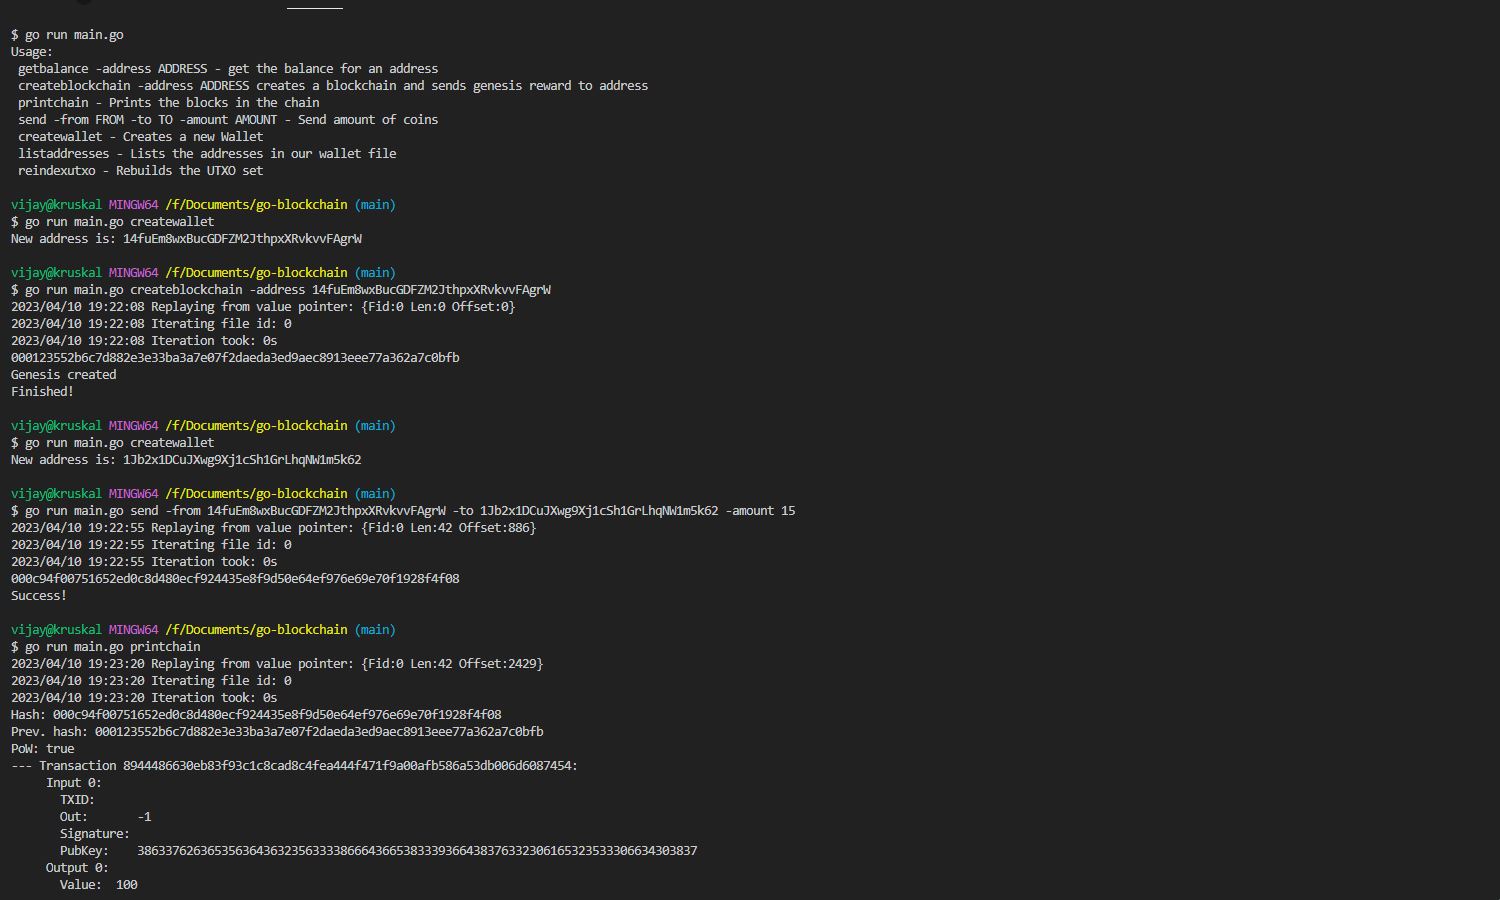 $ go run main.go
Usage:
getbalance -address ADDRESS - get the balance for an address
createblockchain -address ADDRESS creates a blockchain and sends genesis reward to address
printchain - Prints the blocks in the chain
send -from FROM -to TO -amount AMOUNT - Send amount of coins
createwallet - Creates a new Wallet
listaddresses - Lists the addresses in our wallet file
reindexutxo - Rebuilds the UTXO set
vijay@kruskal MINGW64 /f/Documents/go-blockchain (main)
$ go run main.go createwallet
New address is: 14fuEm8wxBucGDFZM2JthpxXRvkvvFAgrW
vijay@kruskal MINGW64 /f/Documents/go-blockchain (main)
$ go run main.go createblockchain -address 14fuEm8wxBucGDFZM2JthpxXRvkvvFAgrW
2023/04/10 19:22:08 Replaying from value pointer: {Fid:0 Len:0 Offset:0}
2023/04/10 19:22:08 Iterating file id: 0
2023/04/10 19:22:08 Iteration took: 0s
000123552b6c7d882e3e33ba3a7e07f2daeda3ed9aec8913eee77a362a7c0bfb
Genesis created
Finished!
vijay@kruskal MINGW64 /f/Documents/go-blockchain (main)
$ go run main.go createwallet
New address is: 1Jb2x1DCuJXwg9Xj1cSh1GrLhqNW1m5k62
vijay@kruskal MINGW64 /f/Documents/go-blockchain (main)
$ go run main.go send -from 14fuEm8wxBucGDFZM2JthpxXRvkvvFAgrW -to 1Jb2x1DCuJXwg9Xj1cSh1GrLhqNW1m5k62 -amount 15
2023/04/10 19:22:55 Replaying from value pointer: {Fid:0 Len:42 Offset:886}
2023/04/10 19:22:55 Iterating file id: 0
2023/04/10 19:22:55 Iteration took: 0s
000c94f00751652ed0c8d480ecf924435e8f9d50e64ef976e69e70f1928f4f08
Success!
vijay@kruskal MINGW64 /f/Documents/go-blockchain (main)
$ go run main.go printchain
2023/04/10 19:23:20 Replaying from value pointer: {Fid:0 Len:42 Offset:2429}
2023/04/10 19:23:20 Iterating file id: 0
2023/04/10 19:23:20 Iteration took: 0s
Hash: 000c94f00751652ed0c8d480ecf924435e8f9d50e64ef976e69e70f1928f4f08
Prev. hash: 000123552b6c7d882e3e33ba3a7e07f2daeda3ed9aec8913eee77a362a7c0bfb
PoW: true
--- Transaction 8944486630eb83f93c1c8cad8c4fea444f471f9a00afb586a53db006d6087454:
Input 0:
TXID:
Out: -1
Signature:
PubKey: 38633762636535636436323563333866643665383339366438376332306165323533306634303837
Output 0:
Value: 100